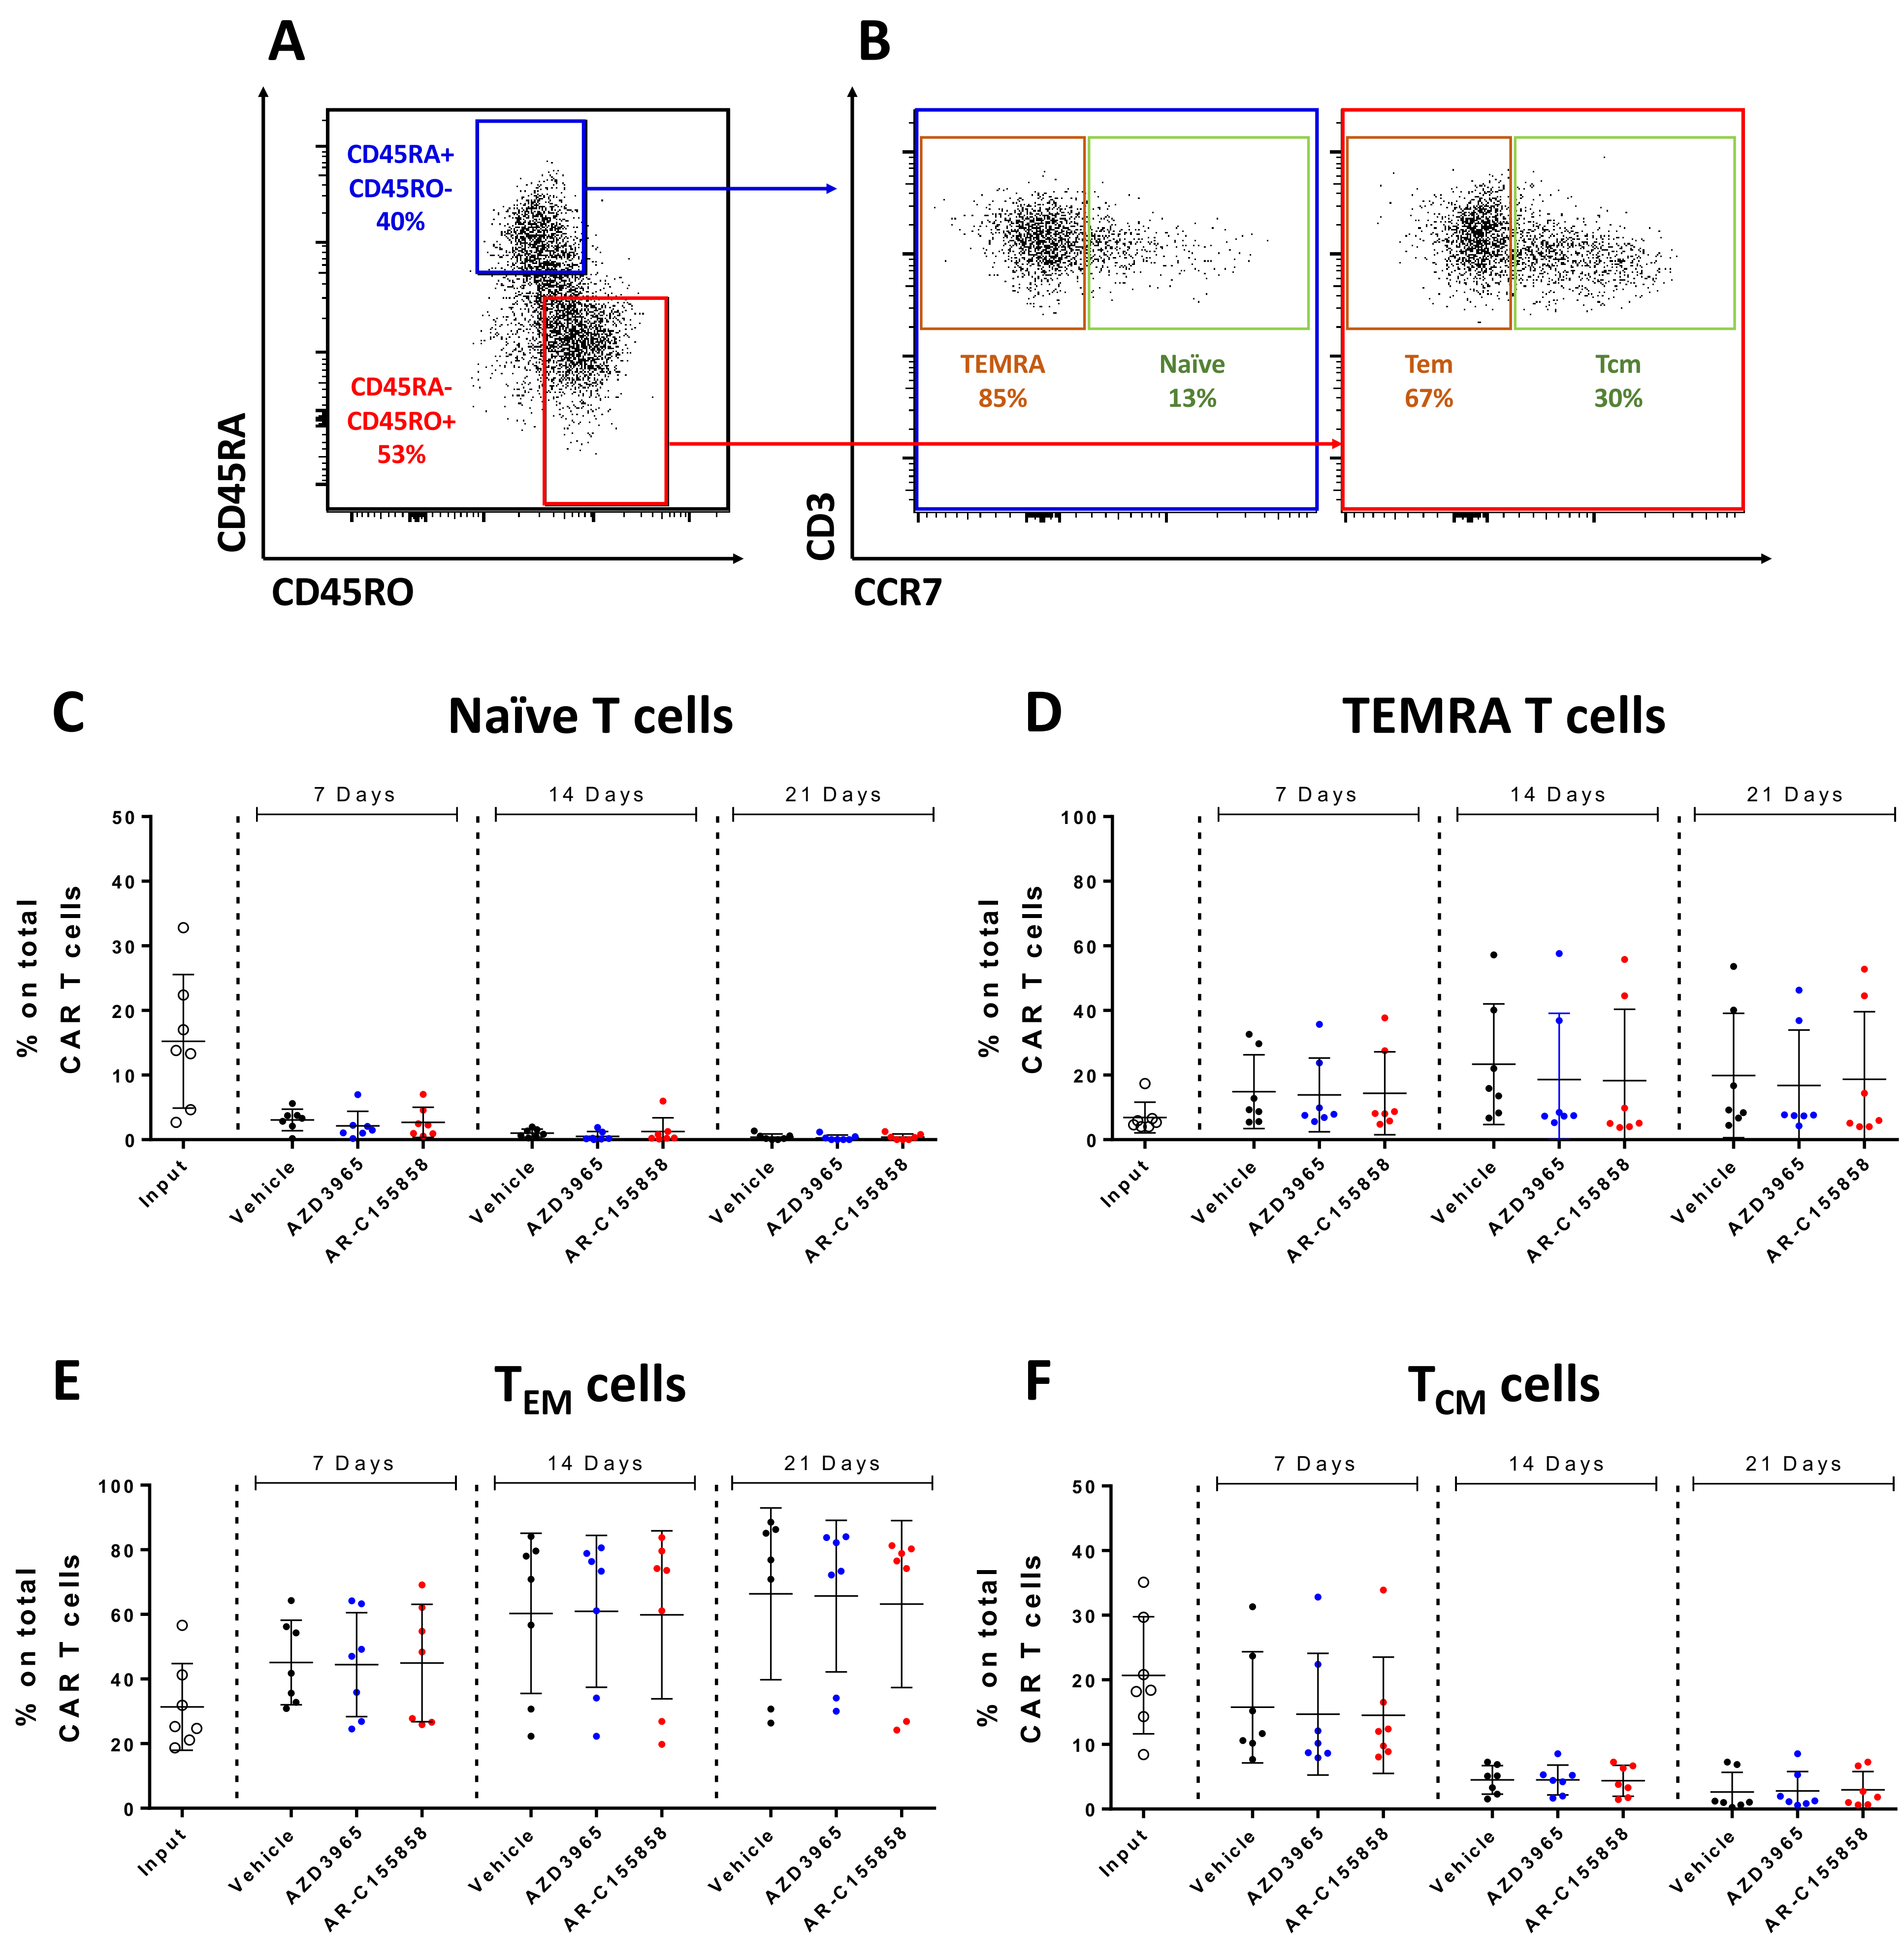 A
B
CD45RA+
CD45RO-
40%
CD45RA-
CD45RO+
53%
CD45RA
CD45RO
TEMRA
85%
Naïve
13%
Tem
67%
Tcm
30%
CD3
CCR7
C
Naïve T cells
7 Days
14 Days
21 Days
% on total
CAR T cells
50
40
30
20
10
0
Input
Vehicle
AZD3965
AR-C155858
Vehicle
AZD3965
AR-C155858
Vehicle
AZD3965
AR-C155858
D
TEMRA T cells
7 Days
14 Days
21 Days
% on total
CAR T cells
100
80
60
40
20
0
Input
Vehicle
AZD3965
AR-C155858
Vehicle
AZD3965
AR-C155858
Vehicle
AZD3965
AR-C155858
E
TEM cells
7 Days
14 Days
21 Days
% on total
CAR T cells
100
80
60
40
20
0
Input
Vehicle
AZD3965
AR-C155858
Vehicle
AZD3965
AR-C155858
Vehicle
AZD3965
AR-C155858
F
TCM cells
7 Days
14 Days
21 Days
% on total
CAR T cells
50
40
30
20
10
0
Input
Vehicle
AZD3965
AR-C155858
Vehicle
AZD3965
AR-C155858
Vehicle
AZD3965
AR-C155858